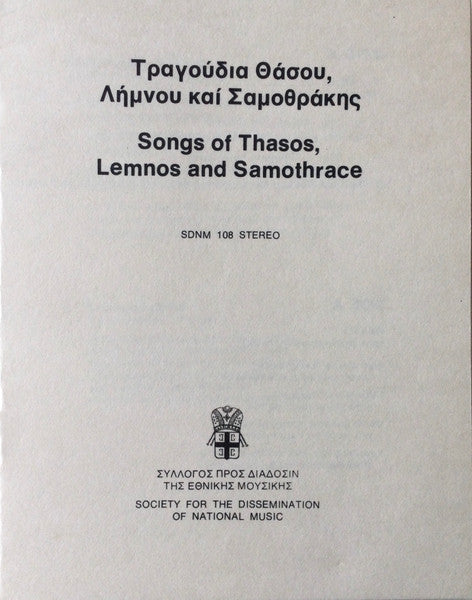 Τραγούδια Θάσου,
Λήμνου καί Σαμοθράκης
Songs of Thasos,
Lemnos and Samothrace
SDNM 108 STEREO
ΣΥΛΛΟΓΟΣ ΠΡΟΣ ΔΙΑΔΟΣΙΝ
ΤΗΣ ΕΘΝΙΚΗΣ ΜΟΥΣΙΚΗΣ
SOCIETY FOR THE DISSEMINATION
OF NATIONAL MUSIC